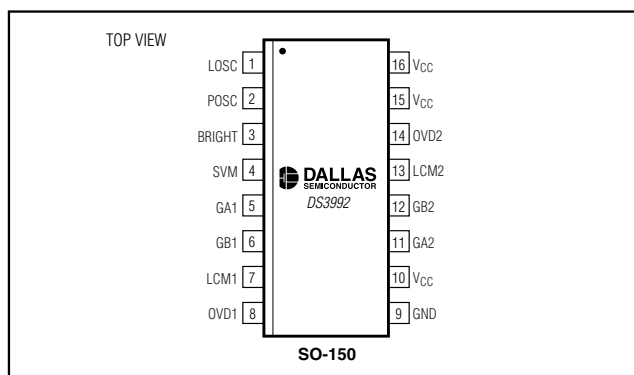 TOP VIEW
LOSC 1
POSC 2
BRIGHT 3
SVM 4
GA1 5
GB1 6
LCM1 7
OVD1 8
DALLAS
SEMICONDUCTOR
DS3992
16 VCC
15 VCC
14 OVD2
13 LCM2
12 GB2
11 GA2
10 VCC
9 GND
SO-150